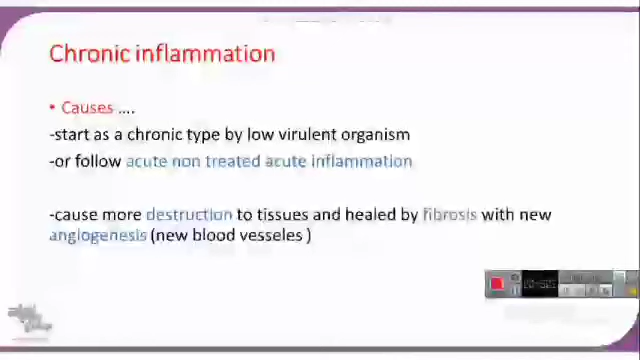 Chronic inflammation
• Causes ....
-start as a chronic type by low virulent organism
-or follow acute non treated acute inflammation
-cause more destruction to tissues and healed by fibrosis with new
angiogenesis (new blood vesseles )